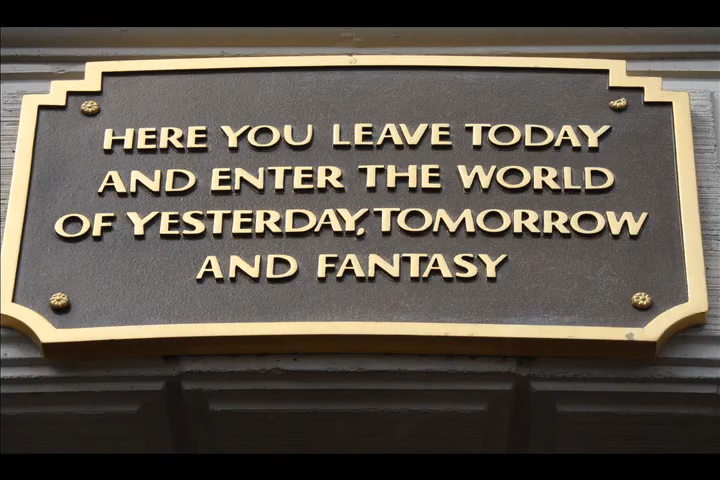 HERE YOU LEAVE TODAY
AND ENTER THE WORLD
OF YESTERDAY, TOMORROW
AND FANTASY